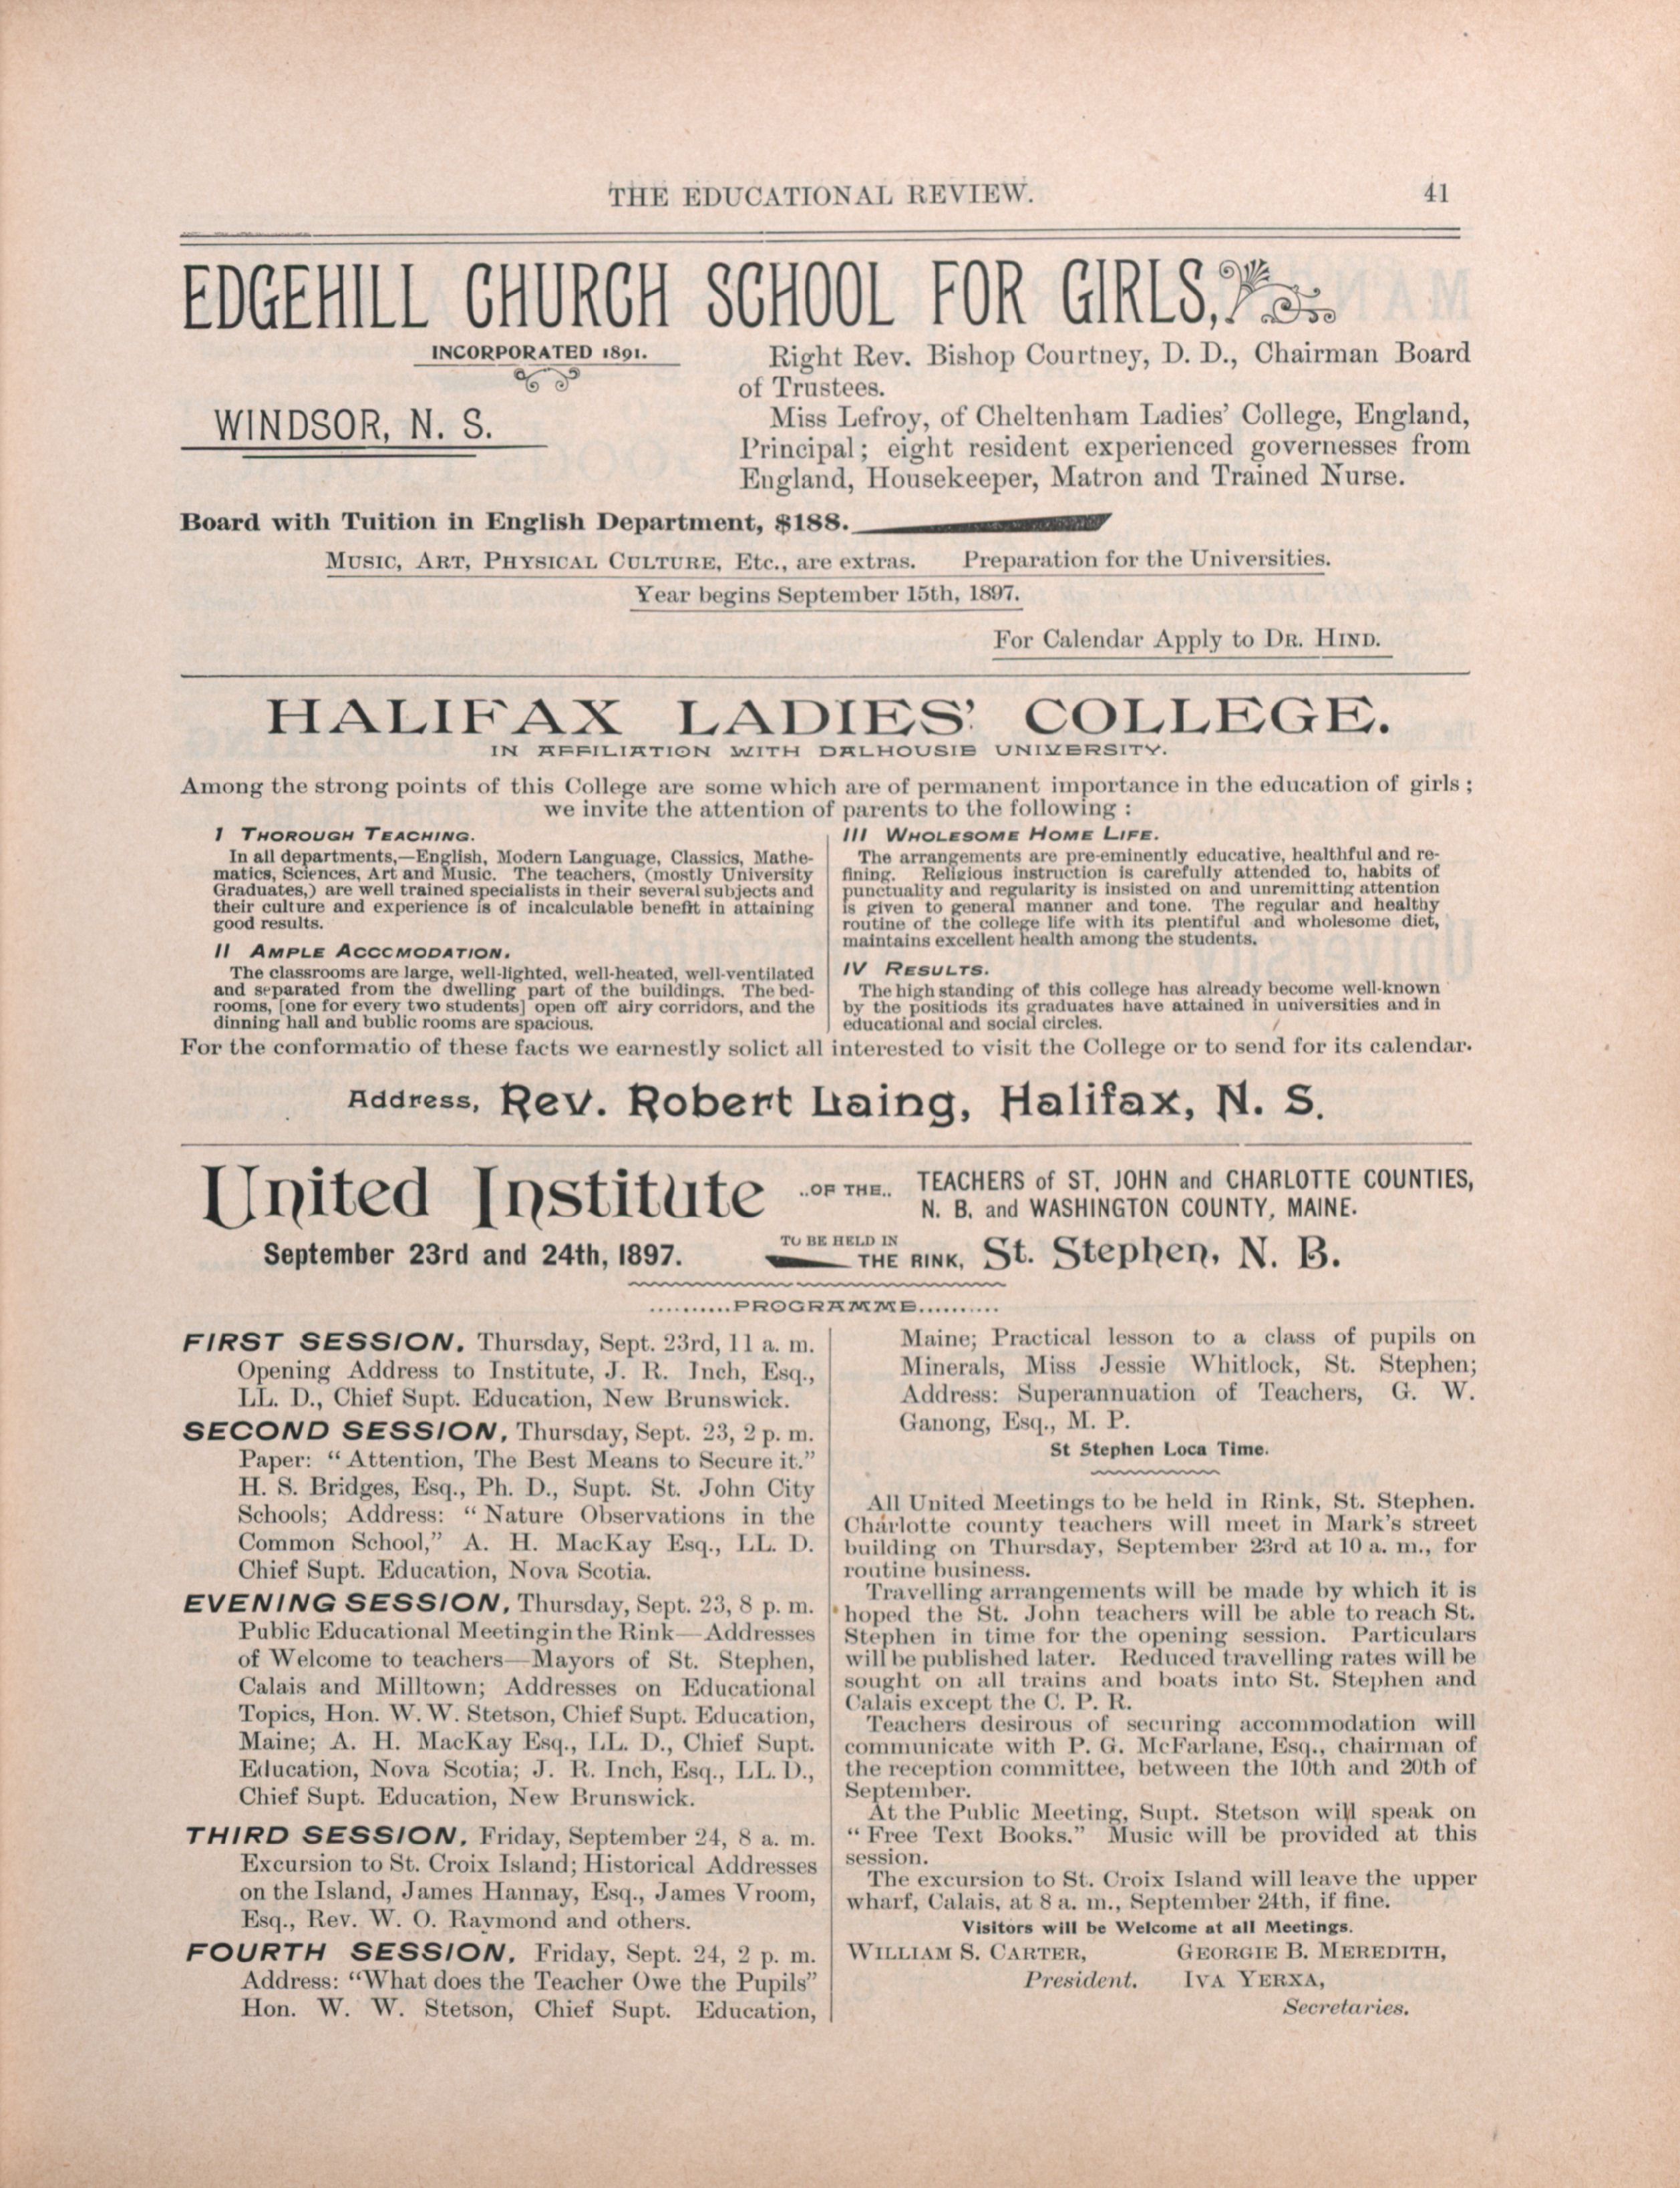 THE EDUCATIONAL REVIEW. 41
EDGEHILL CHURCH SCHOOL FOR GIRLS,
INCORPORATED 1891.
WINDSOR, N. S.
Right Rev. Bishop Courtney, D. D., Chairman Board
of Trustees.
Miss Lefroy, of Cheltenham Ladies' College, England,
Principal; eight resident experienced governesses from
England, Housekeeper, Matron and Trained Nurse.
Board with Tuition in English Department, $188.
MUSIC, ART, PHYSICAL CULTURE, Etc., are extras. Preparation for the Universities.
Year begins September 15th, 1897.
For Calendar Apply to DR. HIND.
HALIFAX LADIES' COLLEGE.
IN AFFILIATION WITH DALHOUSIE UNIVERSITY.
Among the strong points of this College are some which are of permanent importance in the education of girls;
we invite the attention of parents to the following:
I THOROUGH TEACHING.
In all departments,—English, Modern Language, Classics, Mathe-
matics, Sciences, Art and Music. The teachers, (mostly University
Graduates,) are well trained specialists in their several subjects and
their culture and experience is of incalculable benefit in attaining
good results.
II AMPLE ACCCMODATION.
The classrooms are large, well-lighted, well-heated, well-ventilated
and separated from the dwelling part of the buildings. The bed-
rooms, [one for every two students] open off airy corridors, and the
dinning hall and bublic rooms are spacious.
III WHOLESOME HOME LIFE.
The arrangements are pre-eminently educative, healthful and re-
fining. Religious instruction is carefully attended to, habits of
punctuality and regularity is insisted on and unremitting attention
is given to general manner and tone. The regular and healthy
routine of the college life with its plentiful and wholesome diet,
maintains excellent health among the students.
IV RESULTS.
The high standing of this college has already become well-known
by the positiods its graduates have attained in universities and in
educational and social circles.
For the conformatio of these facts we earnestly solict all interested to visit the College or to send for its calendar.
Address, Rev. Robert Laing, Halifax, N. S.
United Institute ..OF THE.. TEACHERS of ST. JOHN and CHARLOTTE COUNTIES,
N. B. and WASHINGTON COUNTY, MAINE.
September 23rd and 24th, 1897. TO BE HELD IN
THE RINK, St. Stephen, N. B.
..........PROGRAMME..........
FIRST SESSION, Thursday, Sept. 23rd, 11 a. m.
Opening Address to Institute, J. R. Inch, Esq.,
LL. D., Chief Supt. Education, New Brunswick.
SECOND SESSION, Thursday, Sept. 23, 2 p. m.
Paper: "Attention, The Best Means to Secure it."
H. S. Bridges, Esq., Ph. D., Supt. St. John City
Schools; Address: "Nature Observations in the
Common School," A. H. MacKay Esq., LL. D.
Chief Supt. Education, Nova Scotia.
EVENING SESSION, Thursday, Sept. 23, 8 p. m.
Public Educational Meeting in the Rink—Addresses
of Welcome to teachers—Mayors of St. Stephen,
Calais and Milltown; Addresses on Educational
Topics, Hon. W. W. Stetson, Chief Supt. Education,
Maine; A. H. MacKay Esq., LL. D., Chief Supt.
Education, Nova Scotia; J. R. Inch, Esq., LL. D.,
Chief Supt. Education, New Brunswick.
THIRD SESSION, Friday, September 24, 8 a. m.
Excursion to St. Croix Island; Historical Addresses
on the Island, James Hannay, Esq., James Vroom,
Esq., Rev. W. O. Raymond and others.
FOURTH SESSION, Friday, Sept. 24, 2 p. m.
Address: "What does the Teacher Owe the Pupils"
Hon. W. W. Stetson, Chief Supt. Education,
Maine; Practical lesson to a class of pupils on
Minerals, Miss Jessie Whitlock, St. Stephen;
Address: Superannuation of Teachers, G. W.
Ganong, Esq., M. P.
St Stephen Loca Time.
All United Meetings to be held in Rink, St. Stephen.
Charlotte county teachers will meet in Mark's street
building on Thursday, September 23rd at 10 a. m., for
routine business.
Travelling arrangements will be made by which it is
hoped the St. John teachers will be able to reach St.
Stephen in time for the opening session. Particulars
will be published later. Reduced travelling rates will be
sought on all trains and boats into St. Stephen and
Calais except the C. P. R.
Teachers desirous of securing accommodation will
communicate with P. G. McFarlane, Esq., chairman of
the reception committee, between the 10th and 20th of
September.
At the Public Meeting, Supt. Stetson will speak on
"Free Text Books." Music will be provided at this
session.
The excursion to St. Croix Island will leave the upper
wharf, Calais, at 8 a. m., September 24th, if fine.
Visitors will be Welcome at all Meetings.
WILLIAM S. CARTER, GEORGIE B. MEREDITH,
President. IVA YERXA,
Secretaries.